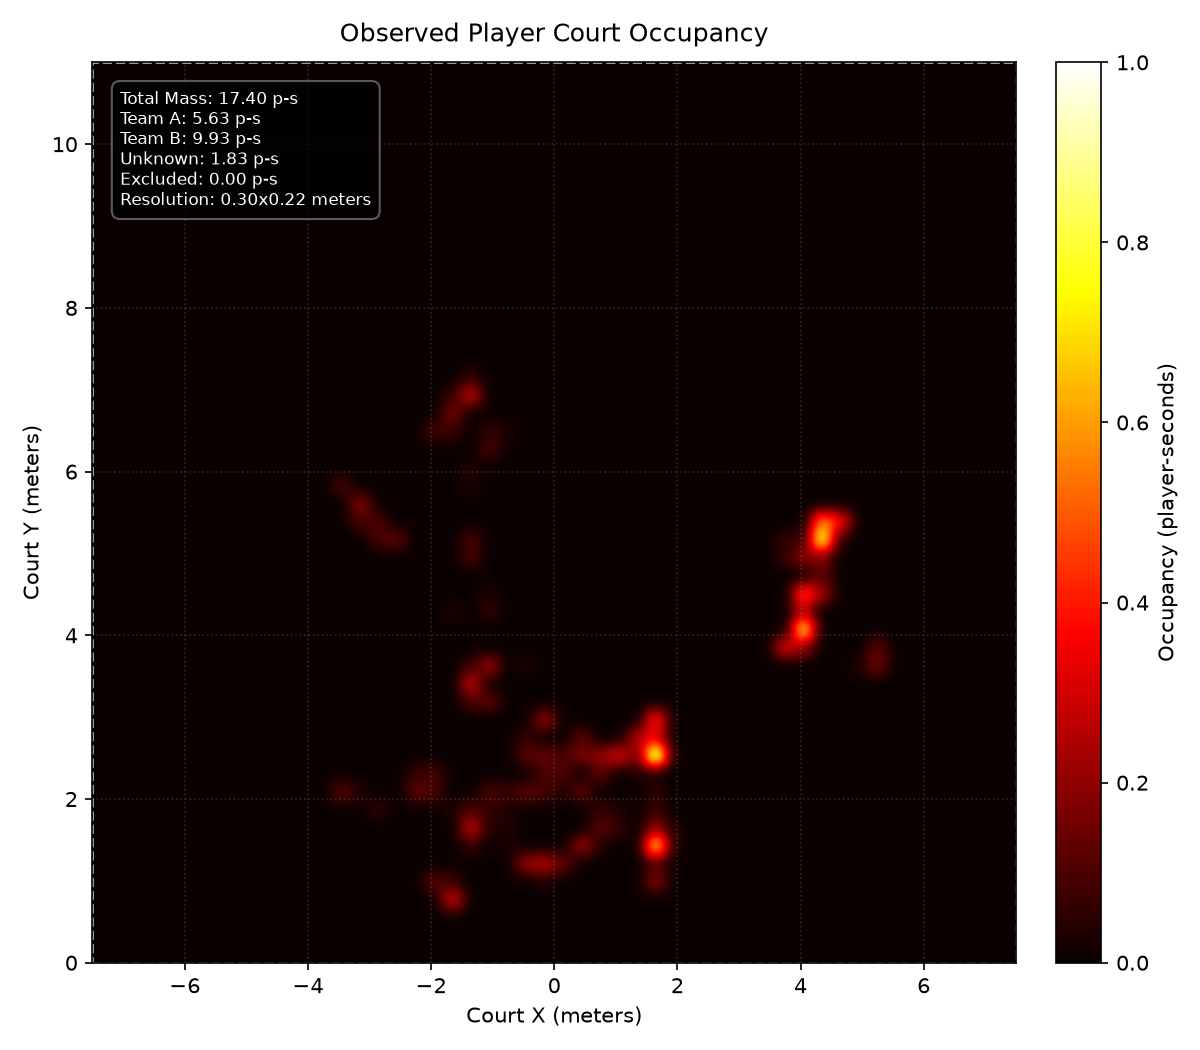 Observed Player Court Occupancy
Total Mass: 17.40 p-s
Team A: 5.63 p-s
Team B: 9.93 p-s
Unknown: 1.83 p-s
Excluded: 0.00 p-s
Resolution: 0.30x0.22 meters
10
8
6
4
2
0
Court Y (meters)
−6
−4
−2
0
2
4
6
Court X (meters)
1.0
0.8
0.6
0.4
0.2
0.0
Occupancy (player-seconds)